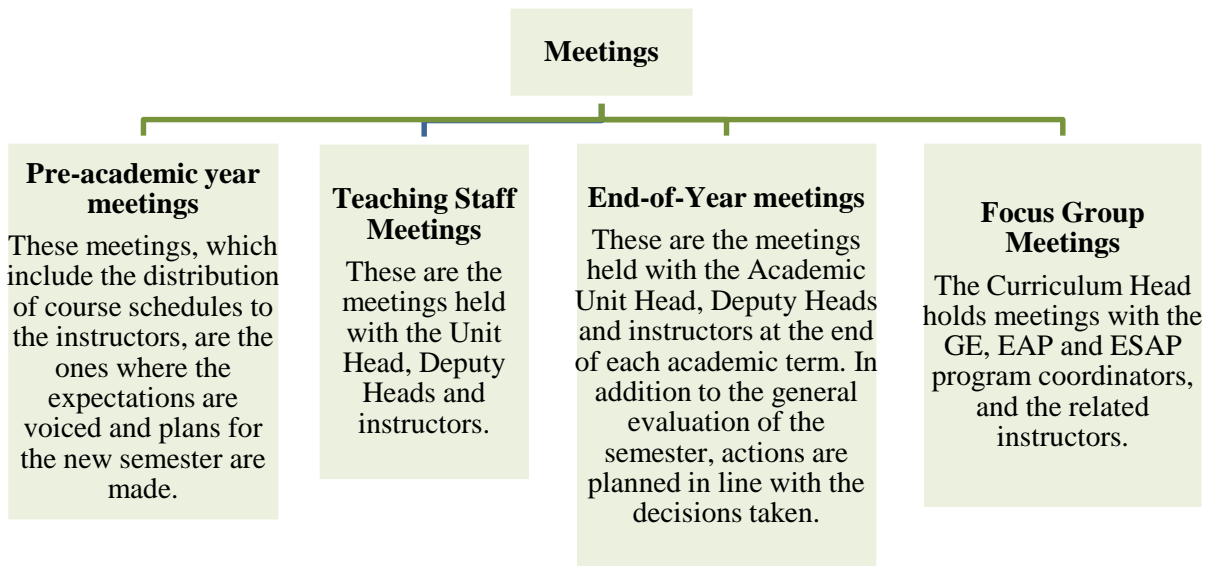 Meetings
Pre-academic year
meetings
These meetings, which
include the distribution
of course schedules to
the instructors, are the
ones where the
expectations are
voiced and plans for
the new semester are
made.
Teaching Staff
Meetings
These are the
meetings held
with the Unit
Head, Deputy
Heads and
instructors.
End-of-Year meetings
These are the meetings
held with the Academic
Unit Head, Deputy Heads
and instructors at the end
of each academic term. In
addition to the general
evaluation of the
semester, actions are
planned in line with the
decisions taken.
Focus Group
Meetings
The Curriculum Head
holds meetings with the
GE, EAP and ESAP
program coordinators,
and the related
instructors.